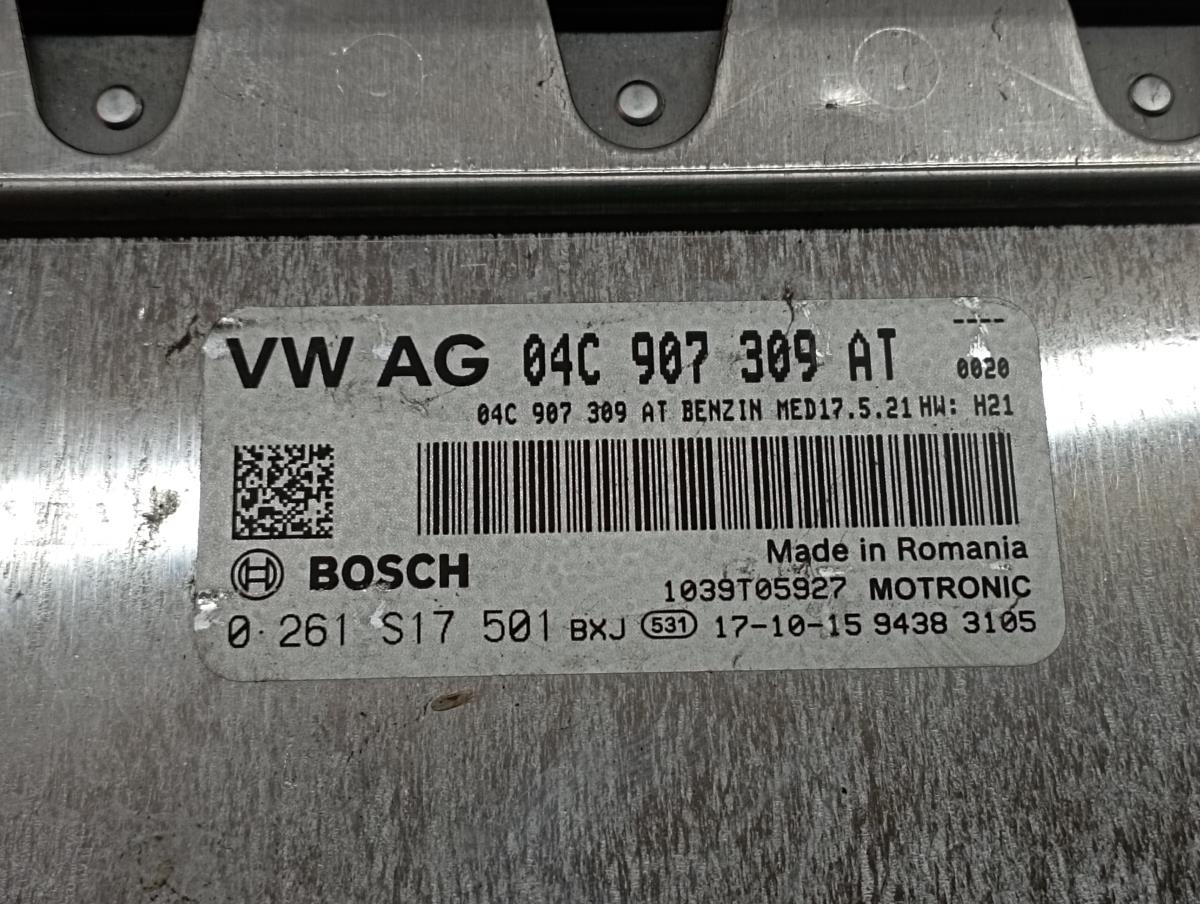 ----
VW AG 04C 907 309 AT 0020
04C 907 309 AT BENZIN MED17.5.21 HW: H21
Made in Romania
BOSCH
1039T05927 MOTRONIC
0 261 S17 501 BXJ 531 17-10-15 9438 3105